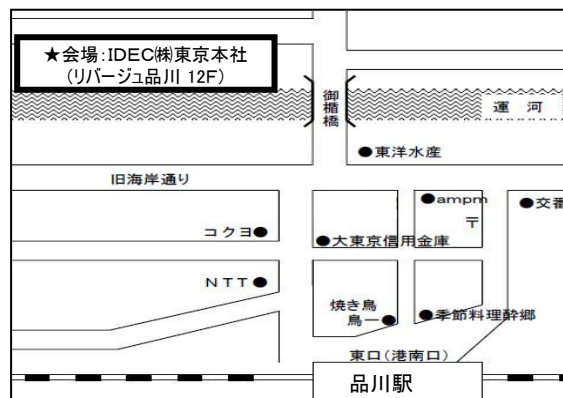 ★会場:IDEC㈱東京本社
(リバージュ品川 12F)
御楯橋
運河
●東洋水産
旧海岸通り
●ampm
●交番
〒
コクヨ●
●大東京信用金庫
NTT●
焼き鳥
鳥一●
●季節料理酔郷
東口(港南口)
品川駅